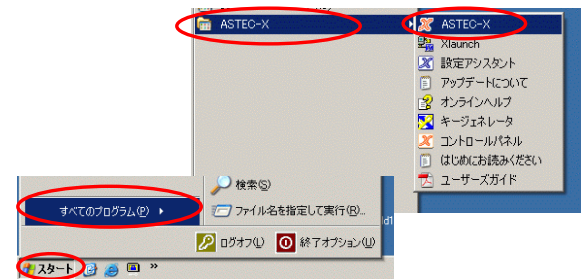 ASTEC-X
ASTEC-X
Xlaunch
設定アシスタント
アップデートについて
オンラインヘルプ
キージェネレータ
コントロールパネル
はじめにお読みください
ユーザーズガイド
検索(S)
すべてのプログラム(P)
ファイル名を指定して実行(R)...
ld1
ログオフ(L)
終了オプション(U)
スタート
»